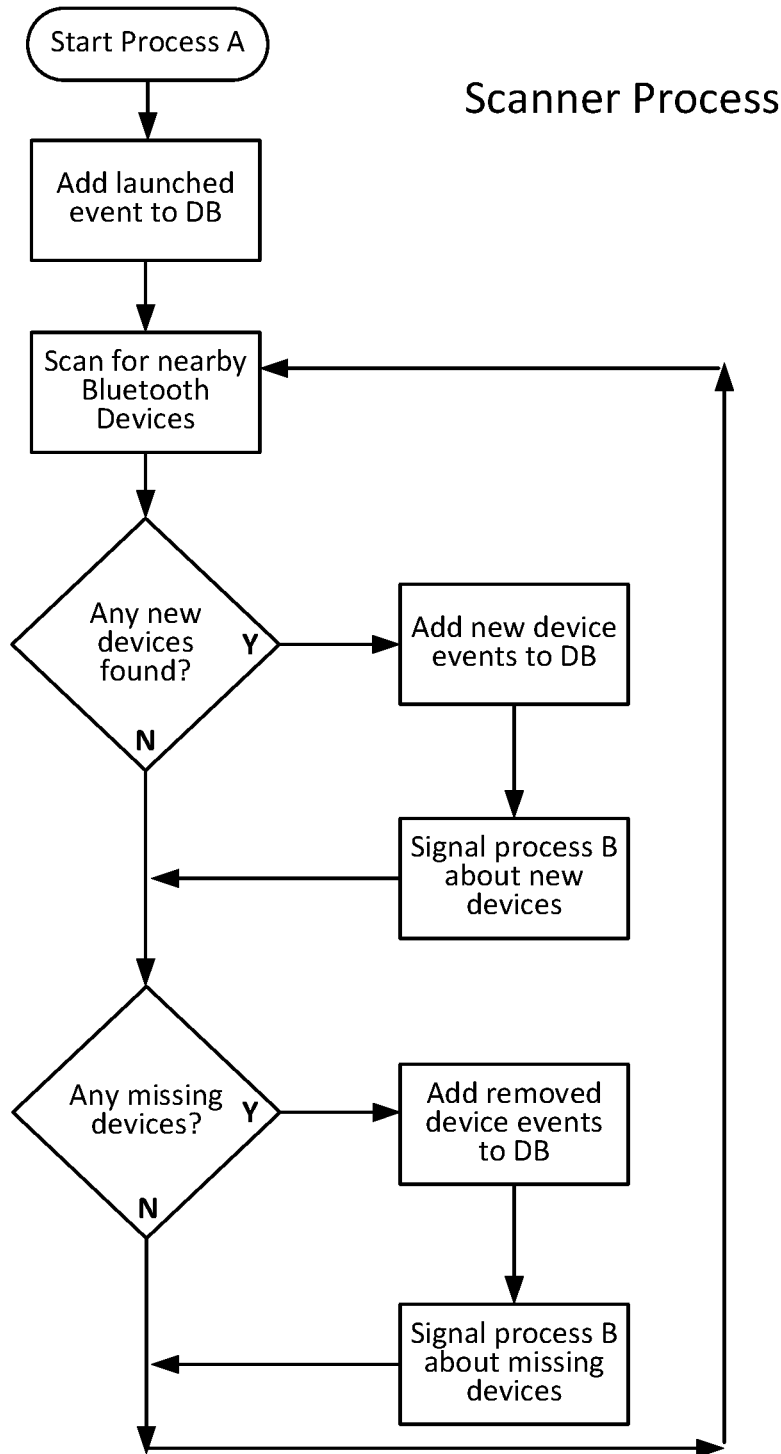 Start Process A
Scanner Process
Add launched
event to DB
Scan for nearby
Bluetooth
Devices
Any new
devices
found?
Y
N
Add new device
events to DB
Signal process B
about new
devices
Any missing
devices?
Y
N
Add removed
device events
to DB
Signal process B
about missing
devices